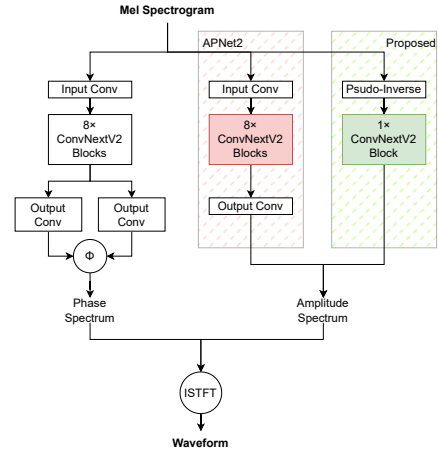 Mel Spectrogram
APNet2
Proposed
Input Conv
Input Conv
Psudo-Inverse
8×
ConvNextV2
Blocks
8×
ConvNextV2
Blocks
1×
ConvNextV2
Block
Output
Conv
Output
Conv
Output Conv
Φ
Phase
Spectrum
Amplitude
Spectrum
ISTFT
Waveform